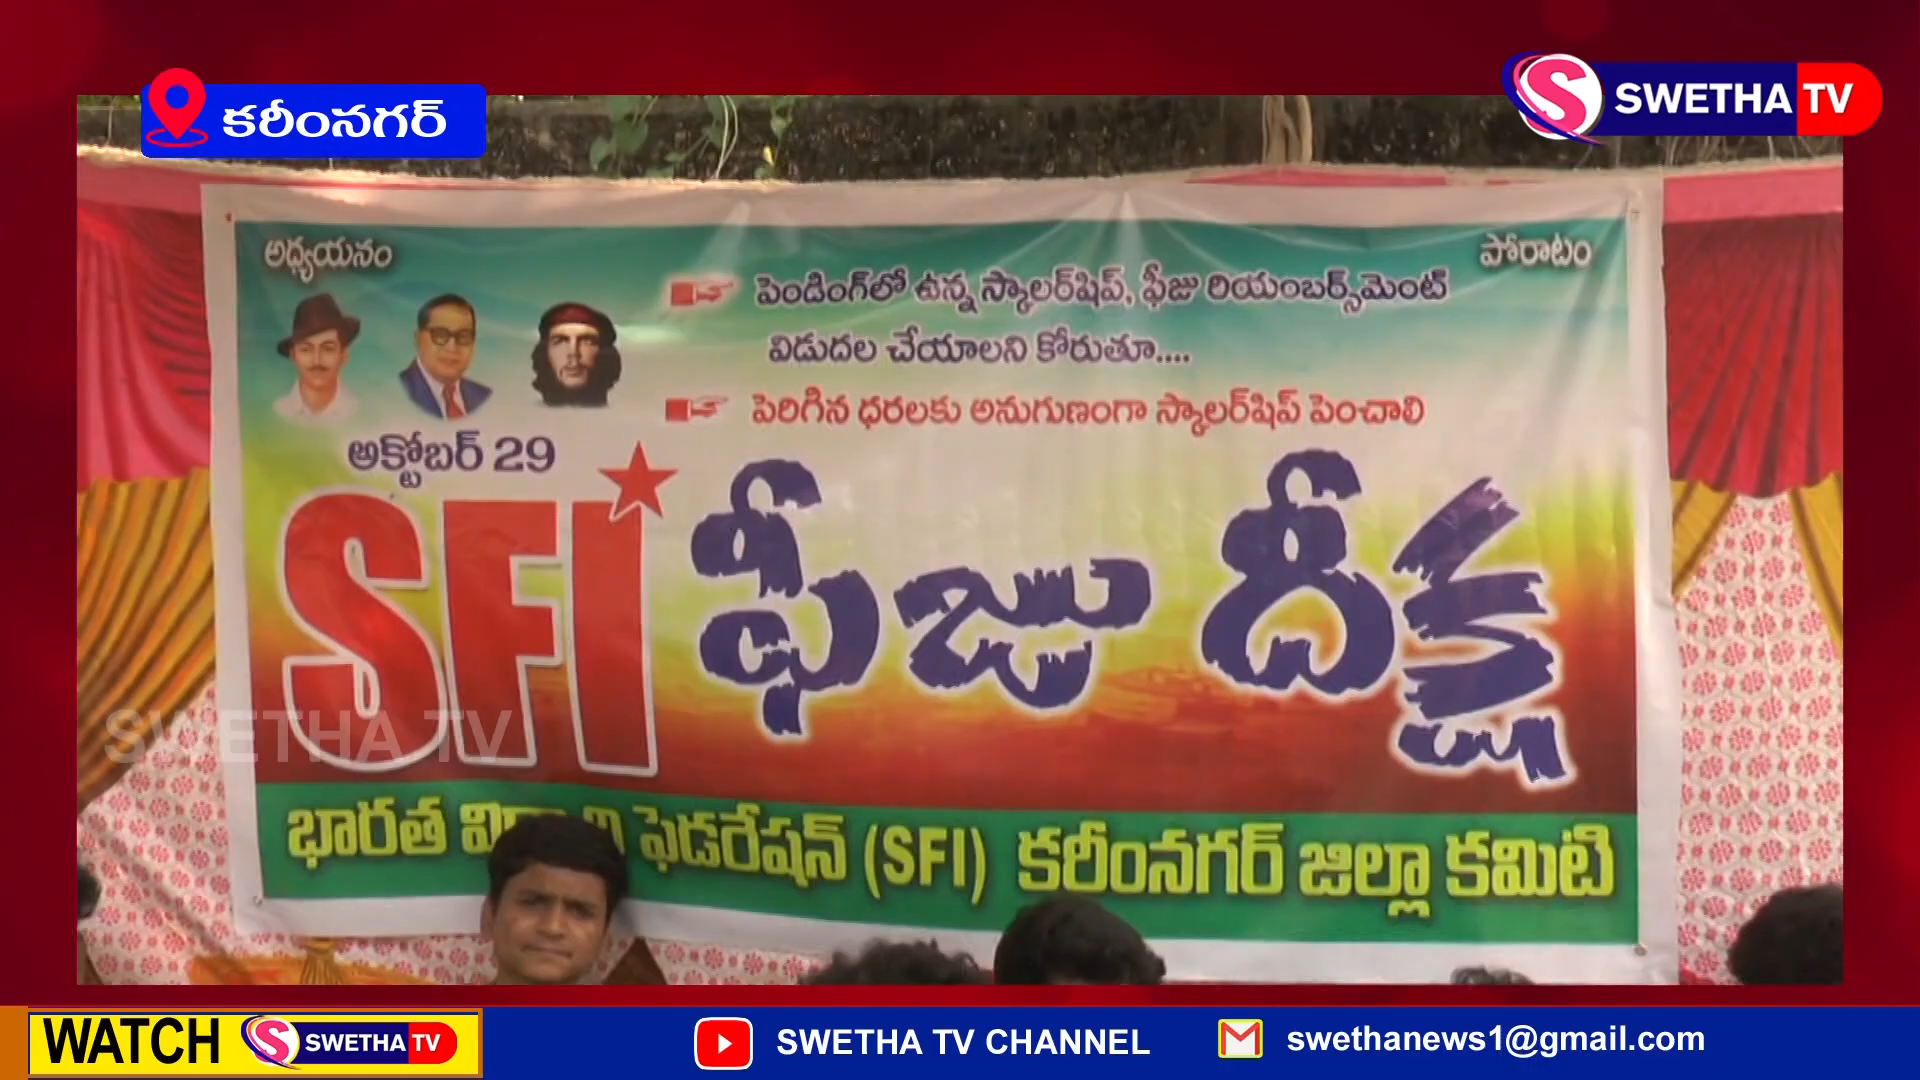 కరీంనగర్
SWETHA TV
అధ్యయనం
పోరాటం
పెండింగ్‌లో ఉన్న స్కాలర్‌షిప్, ఫీజు రియంబర్స్‌మెంట్
విడుదల చేయాలని కోరుతూ....
పెరిగిన ధరలకు అనుగుణంగా స్కాలర్‌షిప్ పెంచాలి
అక్టోబర్ 29
SFI ఫీజు దీక్ష
SWETHA TV
భారత ఫెడరేషన్ (SFI) కరీంనగర్ జిల్లా కమిటి
WATCH SWETHA TV
SWETHA TV CHANNEL
swethanews1@gmail.com